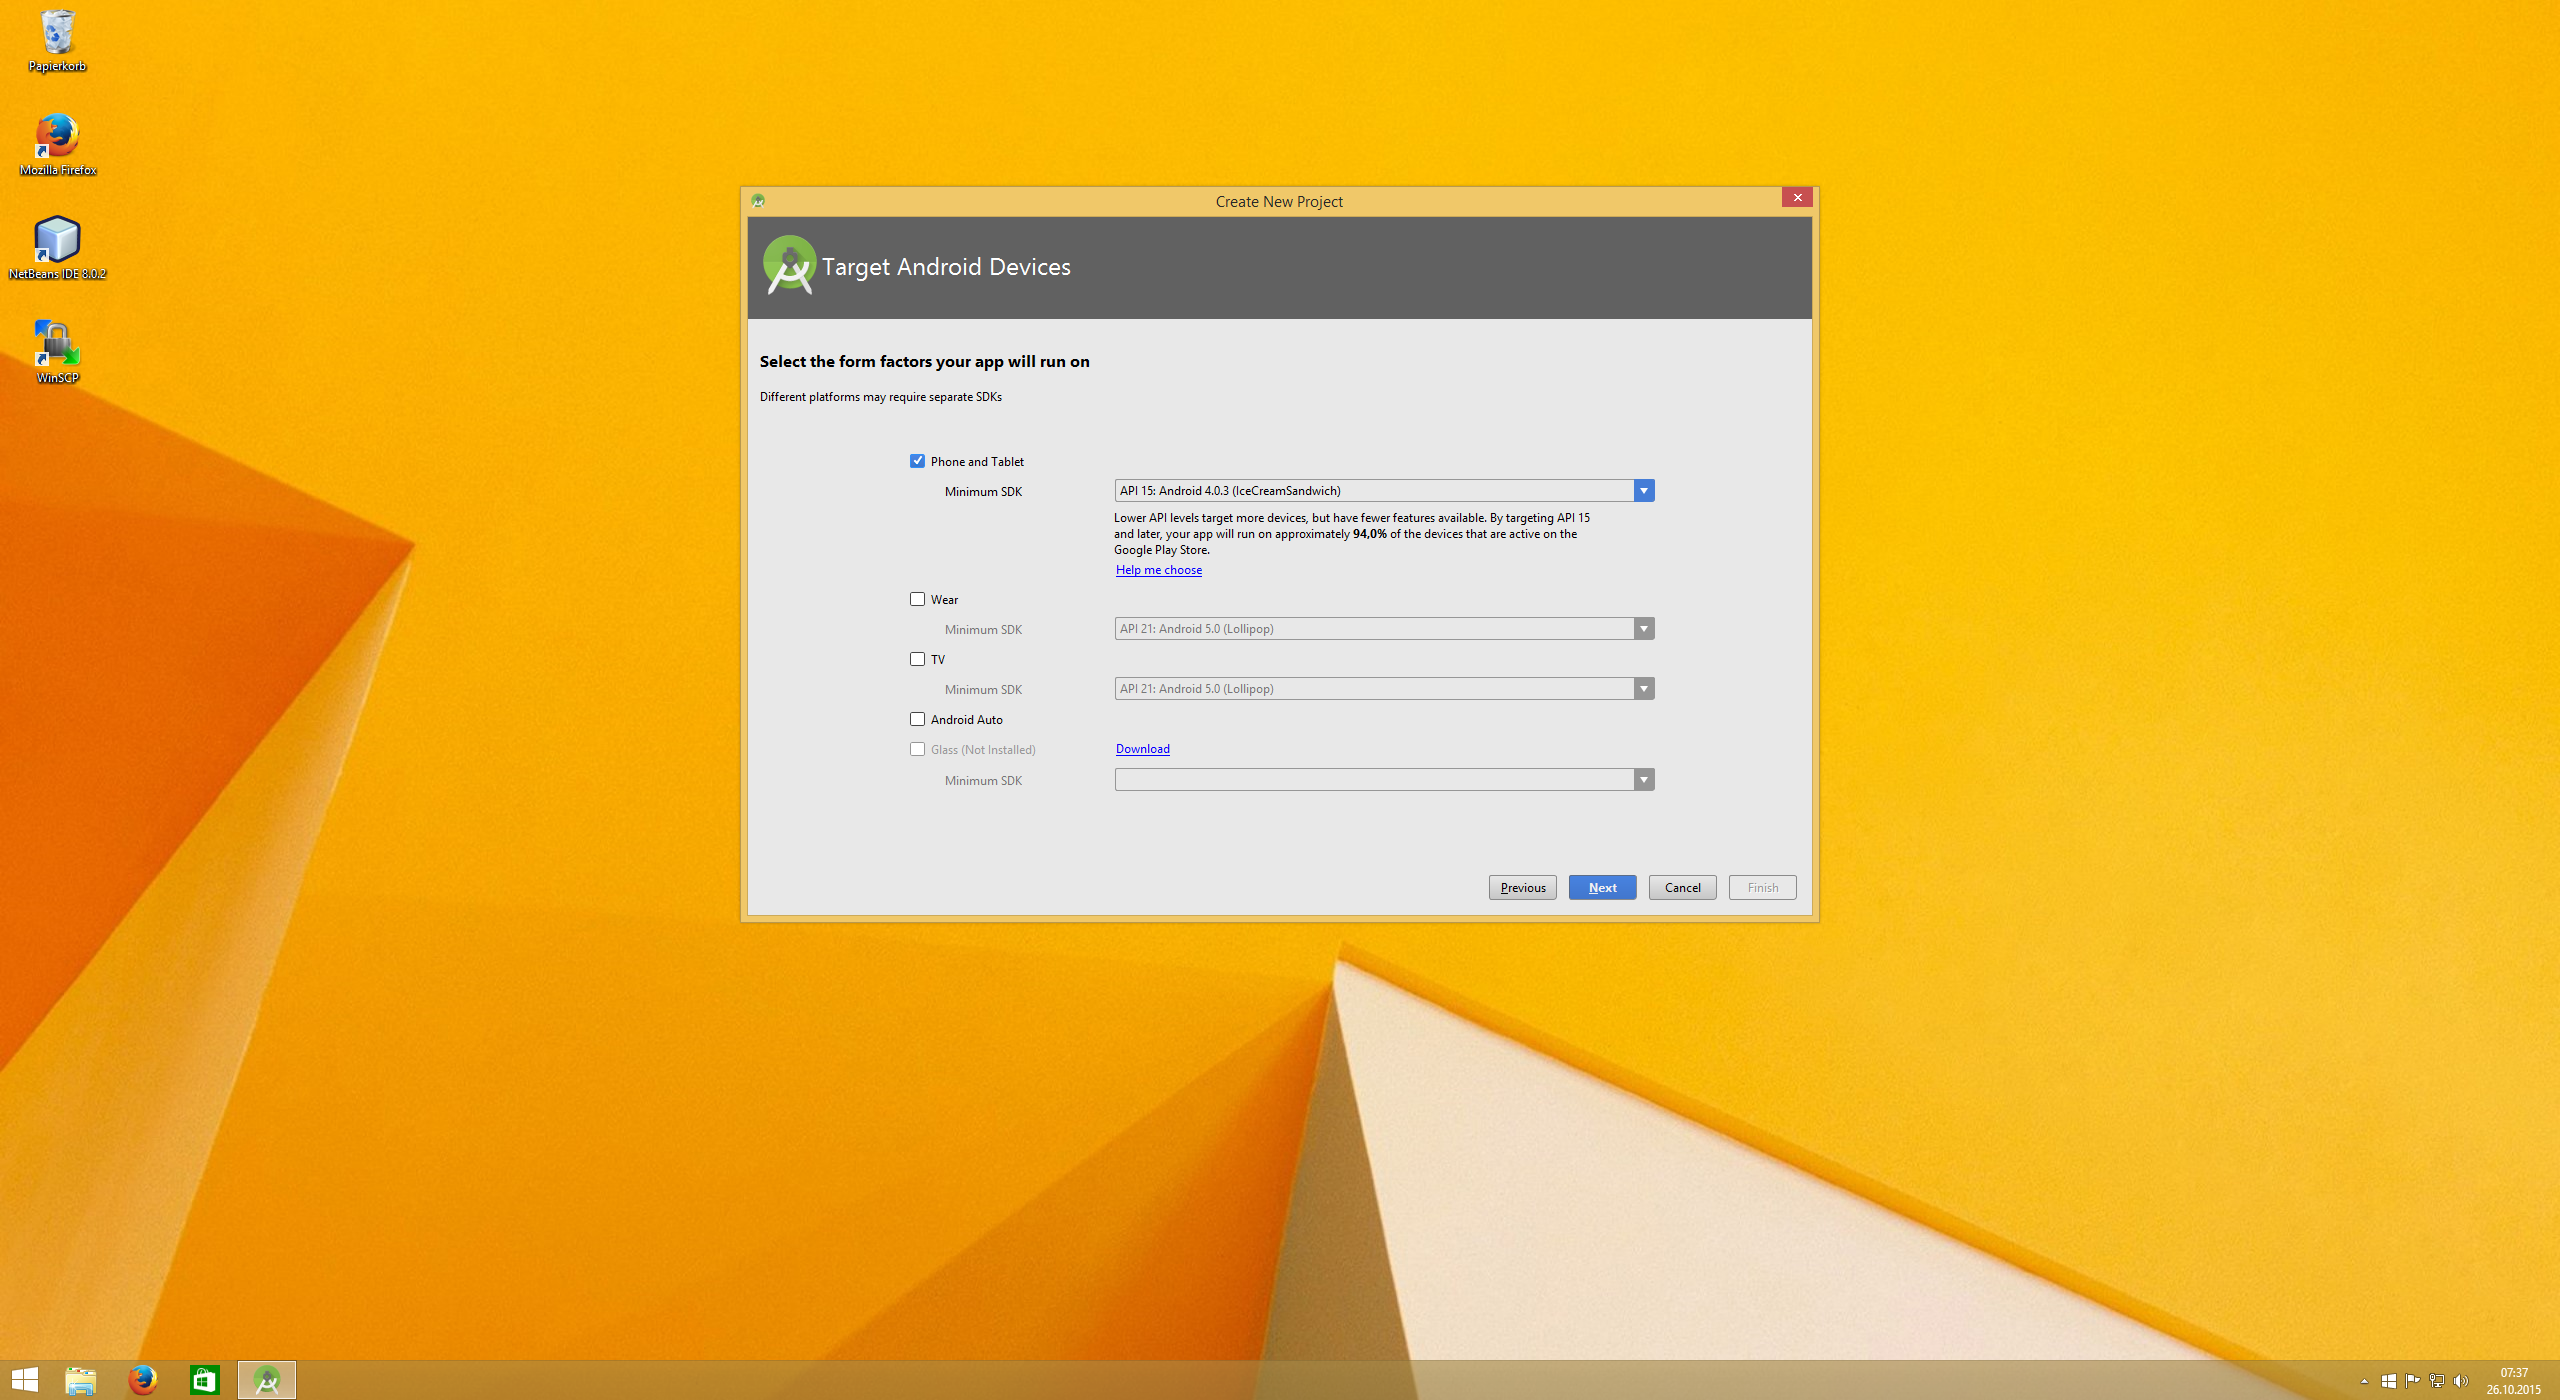 Papierkorb
Mozilla Firefox
NetBeans IDE 8.0.2
WinSCP
Create New Project
Target Android Devices
Select the form factors your app will run on
Different platforms may require separate SDKs
Phone and Tablet
Minimum SDK
API 15: Android 4.0.3 (IceCreamSandwich)
Lower API levels target more devices, but have fewer features available. By targeting API 15
and later, your app will run on approximately 94,0% of the devices that are active on the
Google Play Store.
Help me choose
Wear
Minimum SDK
API 21: Android 5.0 (Lollipop)
TV
Minimum SDK
API 21: Android 5.0 (Lollipop)
Android Auto
Glass (Not Installed)
Download
Minimum SDK
Previous
Next
Cancel
Finish
07:37
26.10.2015